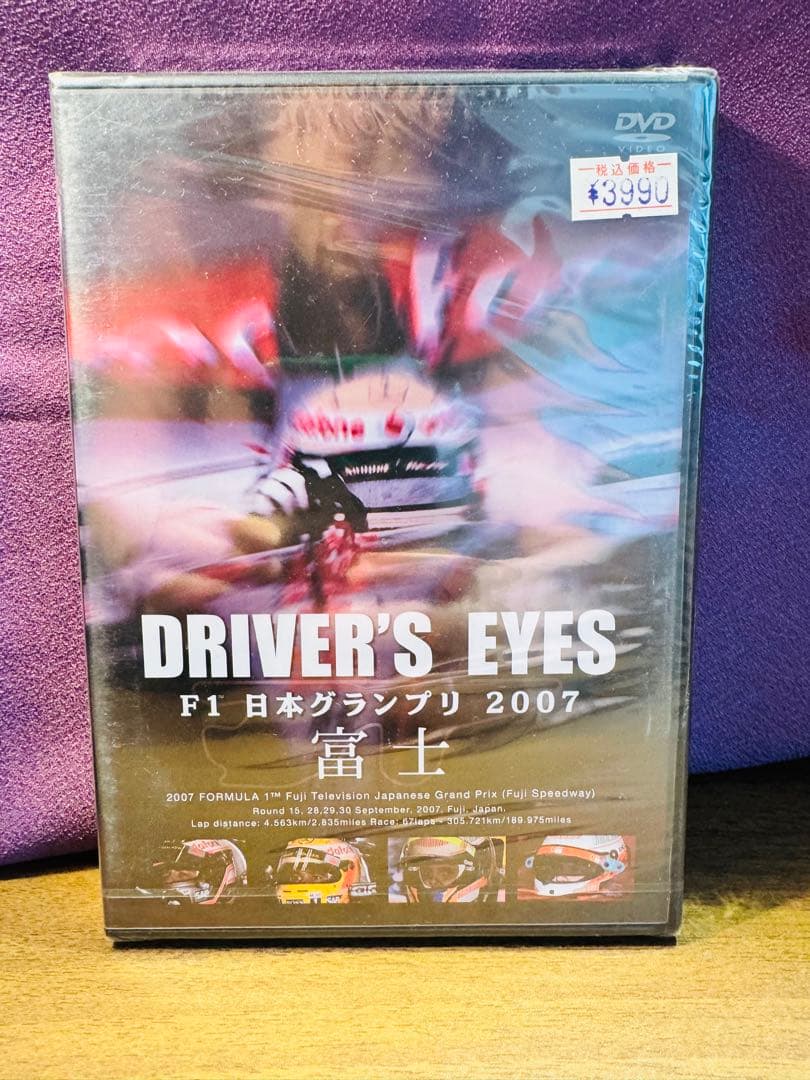 DVD
VIDEO
税込価格
¥3990
DRIVER'S EYES
F1™ 日本グランプリ 2007
富士
2007 FORMULA 1™ Fuji Television Japanese Grand Prix (Fuji Speedway)
Round 15, 28,29,30 September, 2007, Fuji, Japan.
Lap distance: 4.563km/2.835miles Race: 67laps - 305.721km/189.975miles